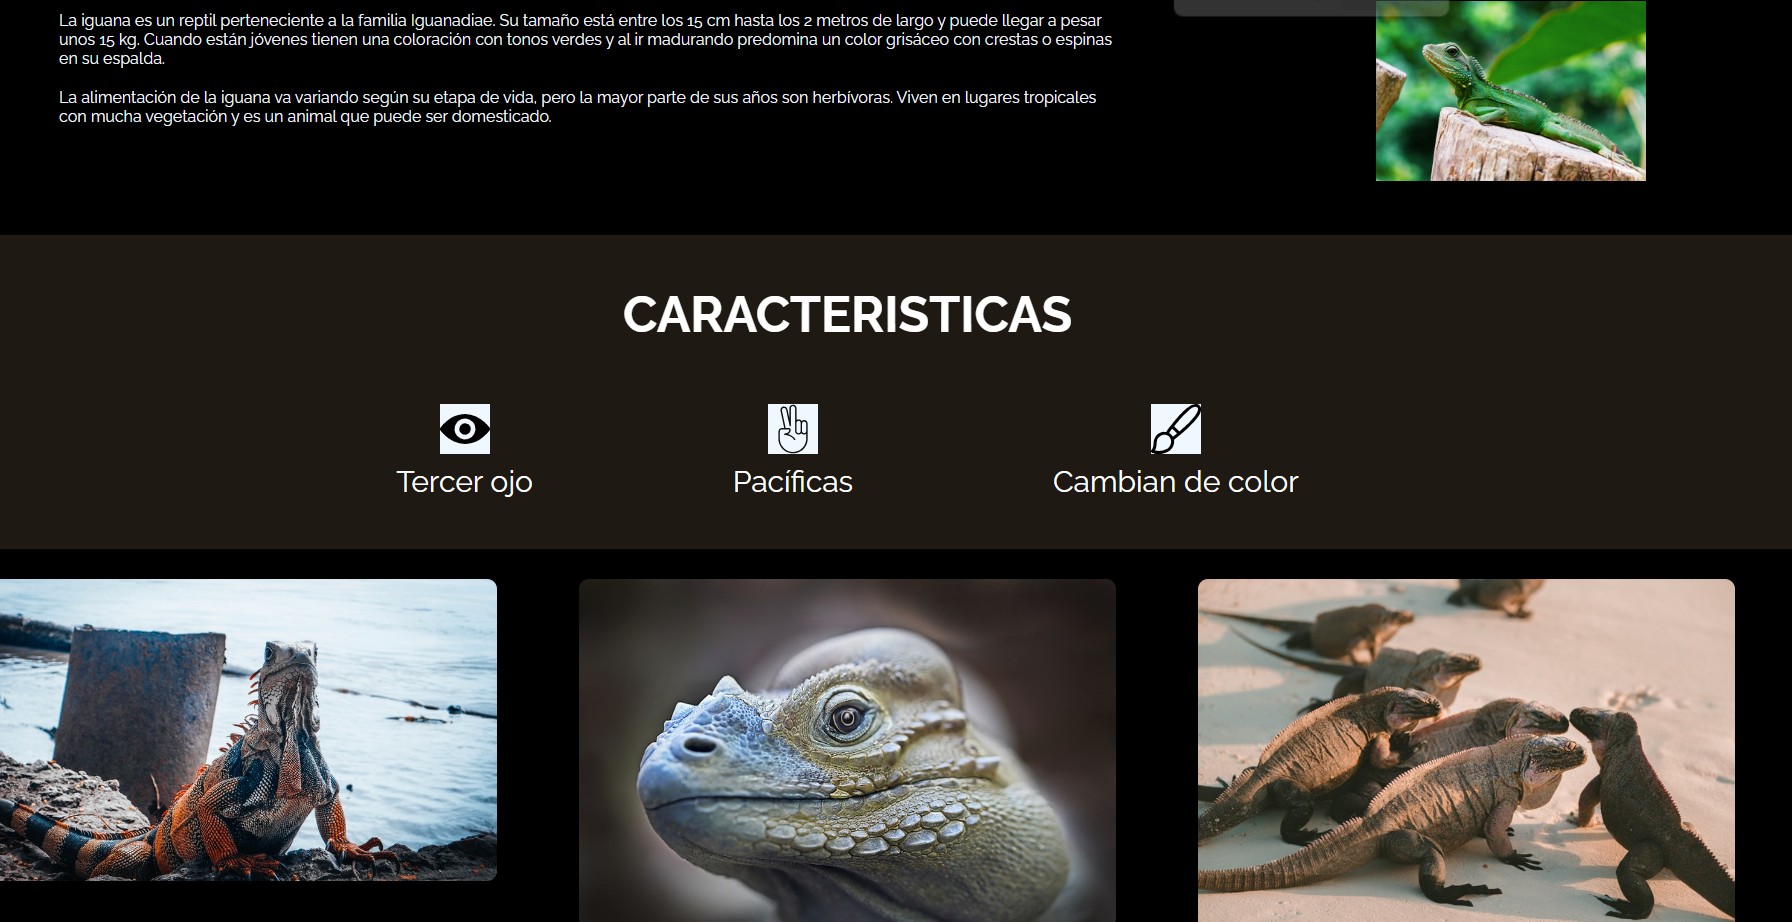 La iguana es un reptil perteneciente a la familia Iguanadiae. Su tamaño está entre los 15 cm hasta los 2 metros de largo y puede llegar a pesar
unos 15 kg. Cuando están jóvenes tienen una coloración con tonos verdes y al ir madurando predomina un color grisáceo con crestas o espinas
en su espalda.
La alimentación de la iguana va variando según su etapa de vida, pero la mayor parte de sus años son herbívoras. Viven en lugares tropicales
con mucha vegetación y es un animal que puede ser domesticado.
CARACTERISTICAS
Tercer ojo
Pacíficas
Cambian de color